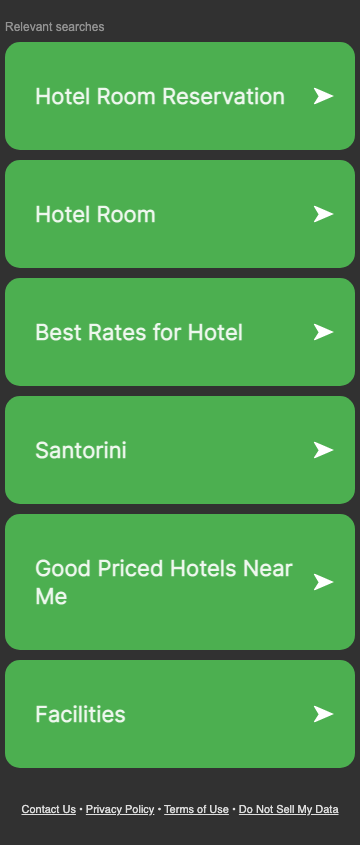 Relevant searches
Hotel Room Reservation
Hotel Room
Best Rates for Hotel
Santorini
Good Priced Hotels Near
Me
Facilities
Contact Us • Privacy Policy • Terms of Use • Do Not Sell My Data